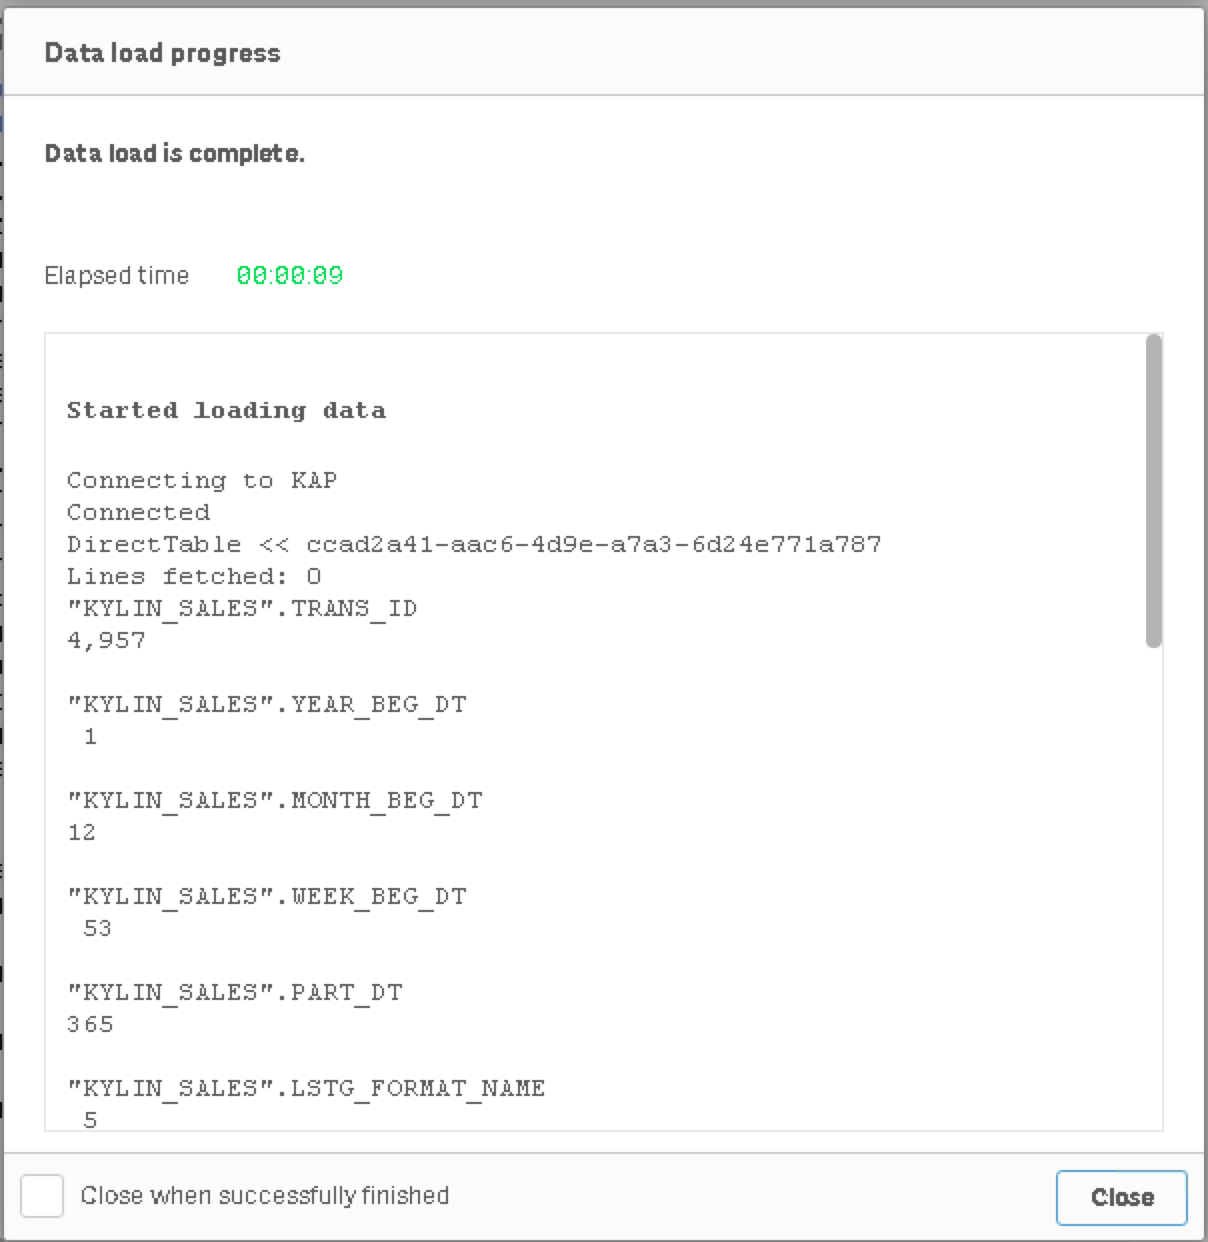 Data load progress
Data load is complete.
Elapsed time 00:00:09
Started loading data
Connecting to KAP
Connected
DirectTable << ccad2a41-aac6-4d9e-a7a3-6d24e771a787
Lines fetched: 0
"KYLIN_SALES".TRANS_ID
4,957
"KYLIN_SALES".YEAR_BEG_DT
1
"KYLIN_SALES".MONTH_BEG_DT
12
"KYLIN_SALES".WEEK_BEG_DT
53
"KYLIN_SALES".PART_DT
365
"KYLIN_SALES".LSTG_FORMAT_NAME
5
Close when successfully finished
Close